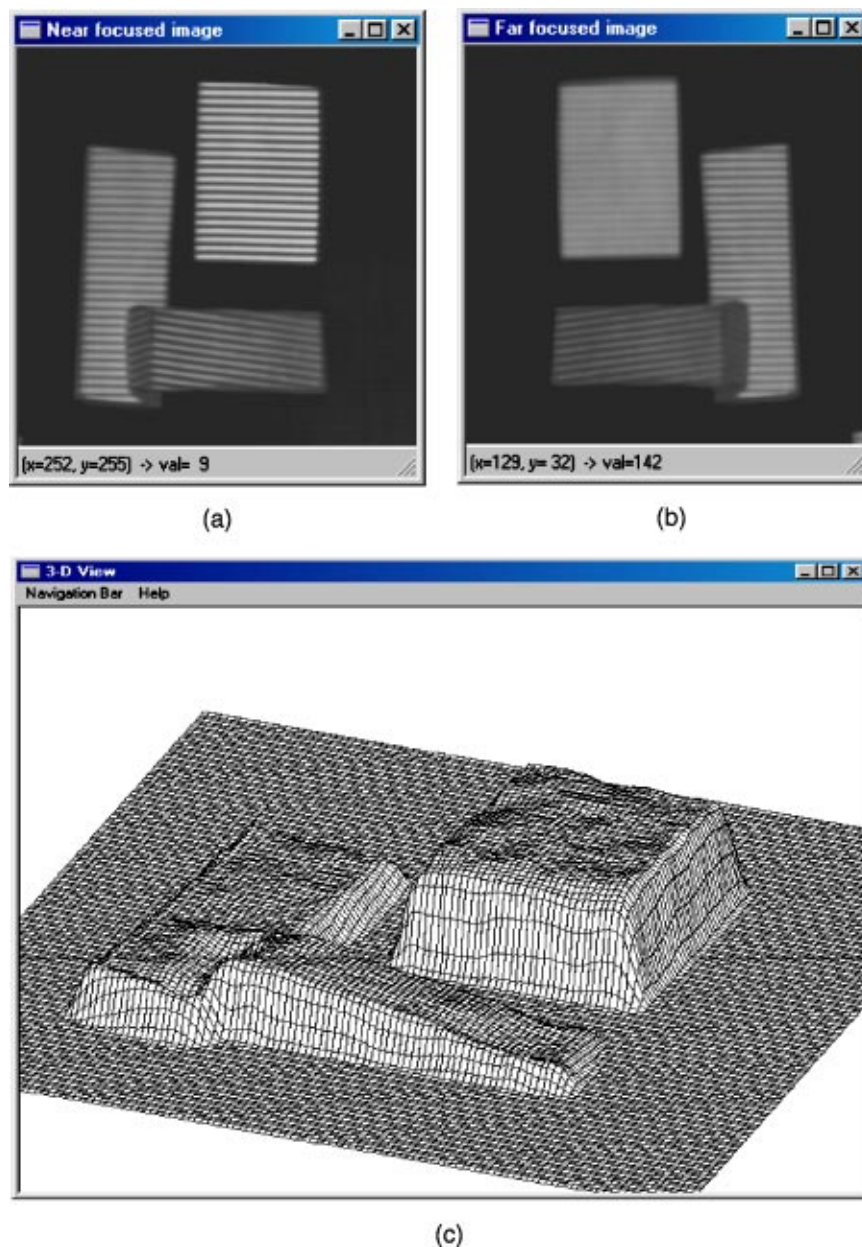 Near focused image
Far focused image
(x=252, y=255) -> val= 9
(x=129, y= 32) -> val=142
(a)
(b)
3-D View
Navigation Bar Help
(c)